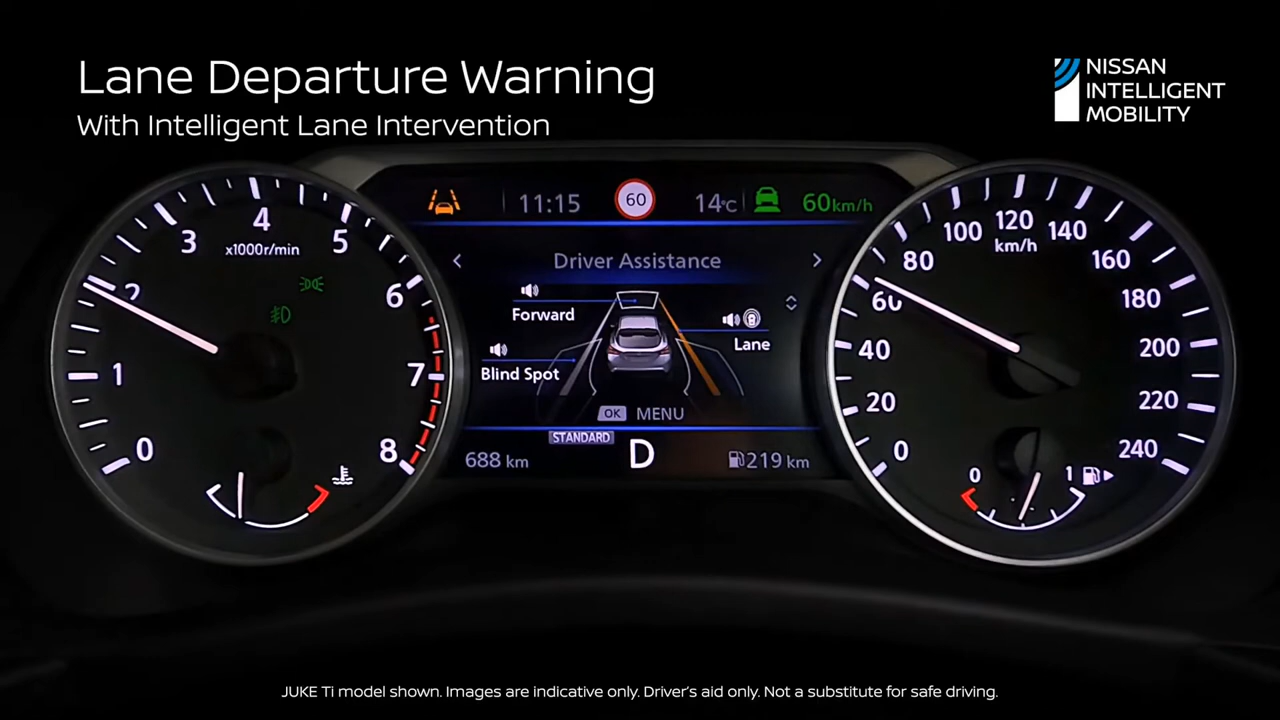 Lane Departure Warning
With Intelligent Lane Intervention
NISSAN
INTELLIGENT
MOBILITY
11:15
60
14°C
60km/h
Driver Assistance
Forward
Lane
Blind Spot
OK MENU
STANDARD
688 km
D
219 km
0
1
2
3
4
5
6
7
8
x1000r/min
0
20
40
60
80
100
120
140
160
180
200
220
240
km/h
0
1
JUKE Ti model shown. Images are indicative only. Driver's aid only. Not a substitute for safe driving.